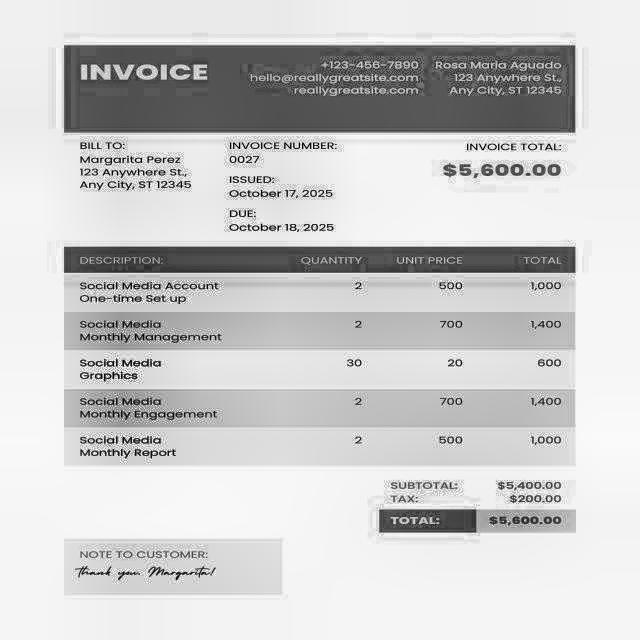 INVOICE
+123-456-7890
hello@reallygreatsite.com
reallygreatsite.com
Rosa Maria Aguado
123 Anywhere St.,
Any City, ST 12345
BILL TO:
Margarita Perez
123 Anywhere St.,
Any City, ST 12345
INVOICE NUMBER:
0027
ISSUED:
October 17, 2025
DUE:
October 18, 2025
INVOICE TOTAL:
$5,600.00
DESCRIPTION: QUANTITY UNIT PRICE TOTAL
Social Media Account 2 500 1,000
One-time Set up
Social Media 2 700 1,400
Monthly Management
Social Media 30 20 600
Graphics
Social Media 2 700 1,400
Monthly Engagement
Social Media 2 500 1,000
Monthly Report
SUBTOTAL: $5,400.00
TAX: $200.00
TOTAL: $5,600.00
NOTE TO CUSTOMER:
Thank you, Margarita!